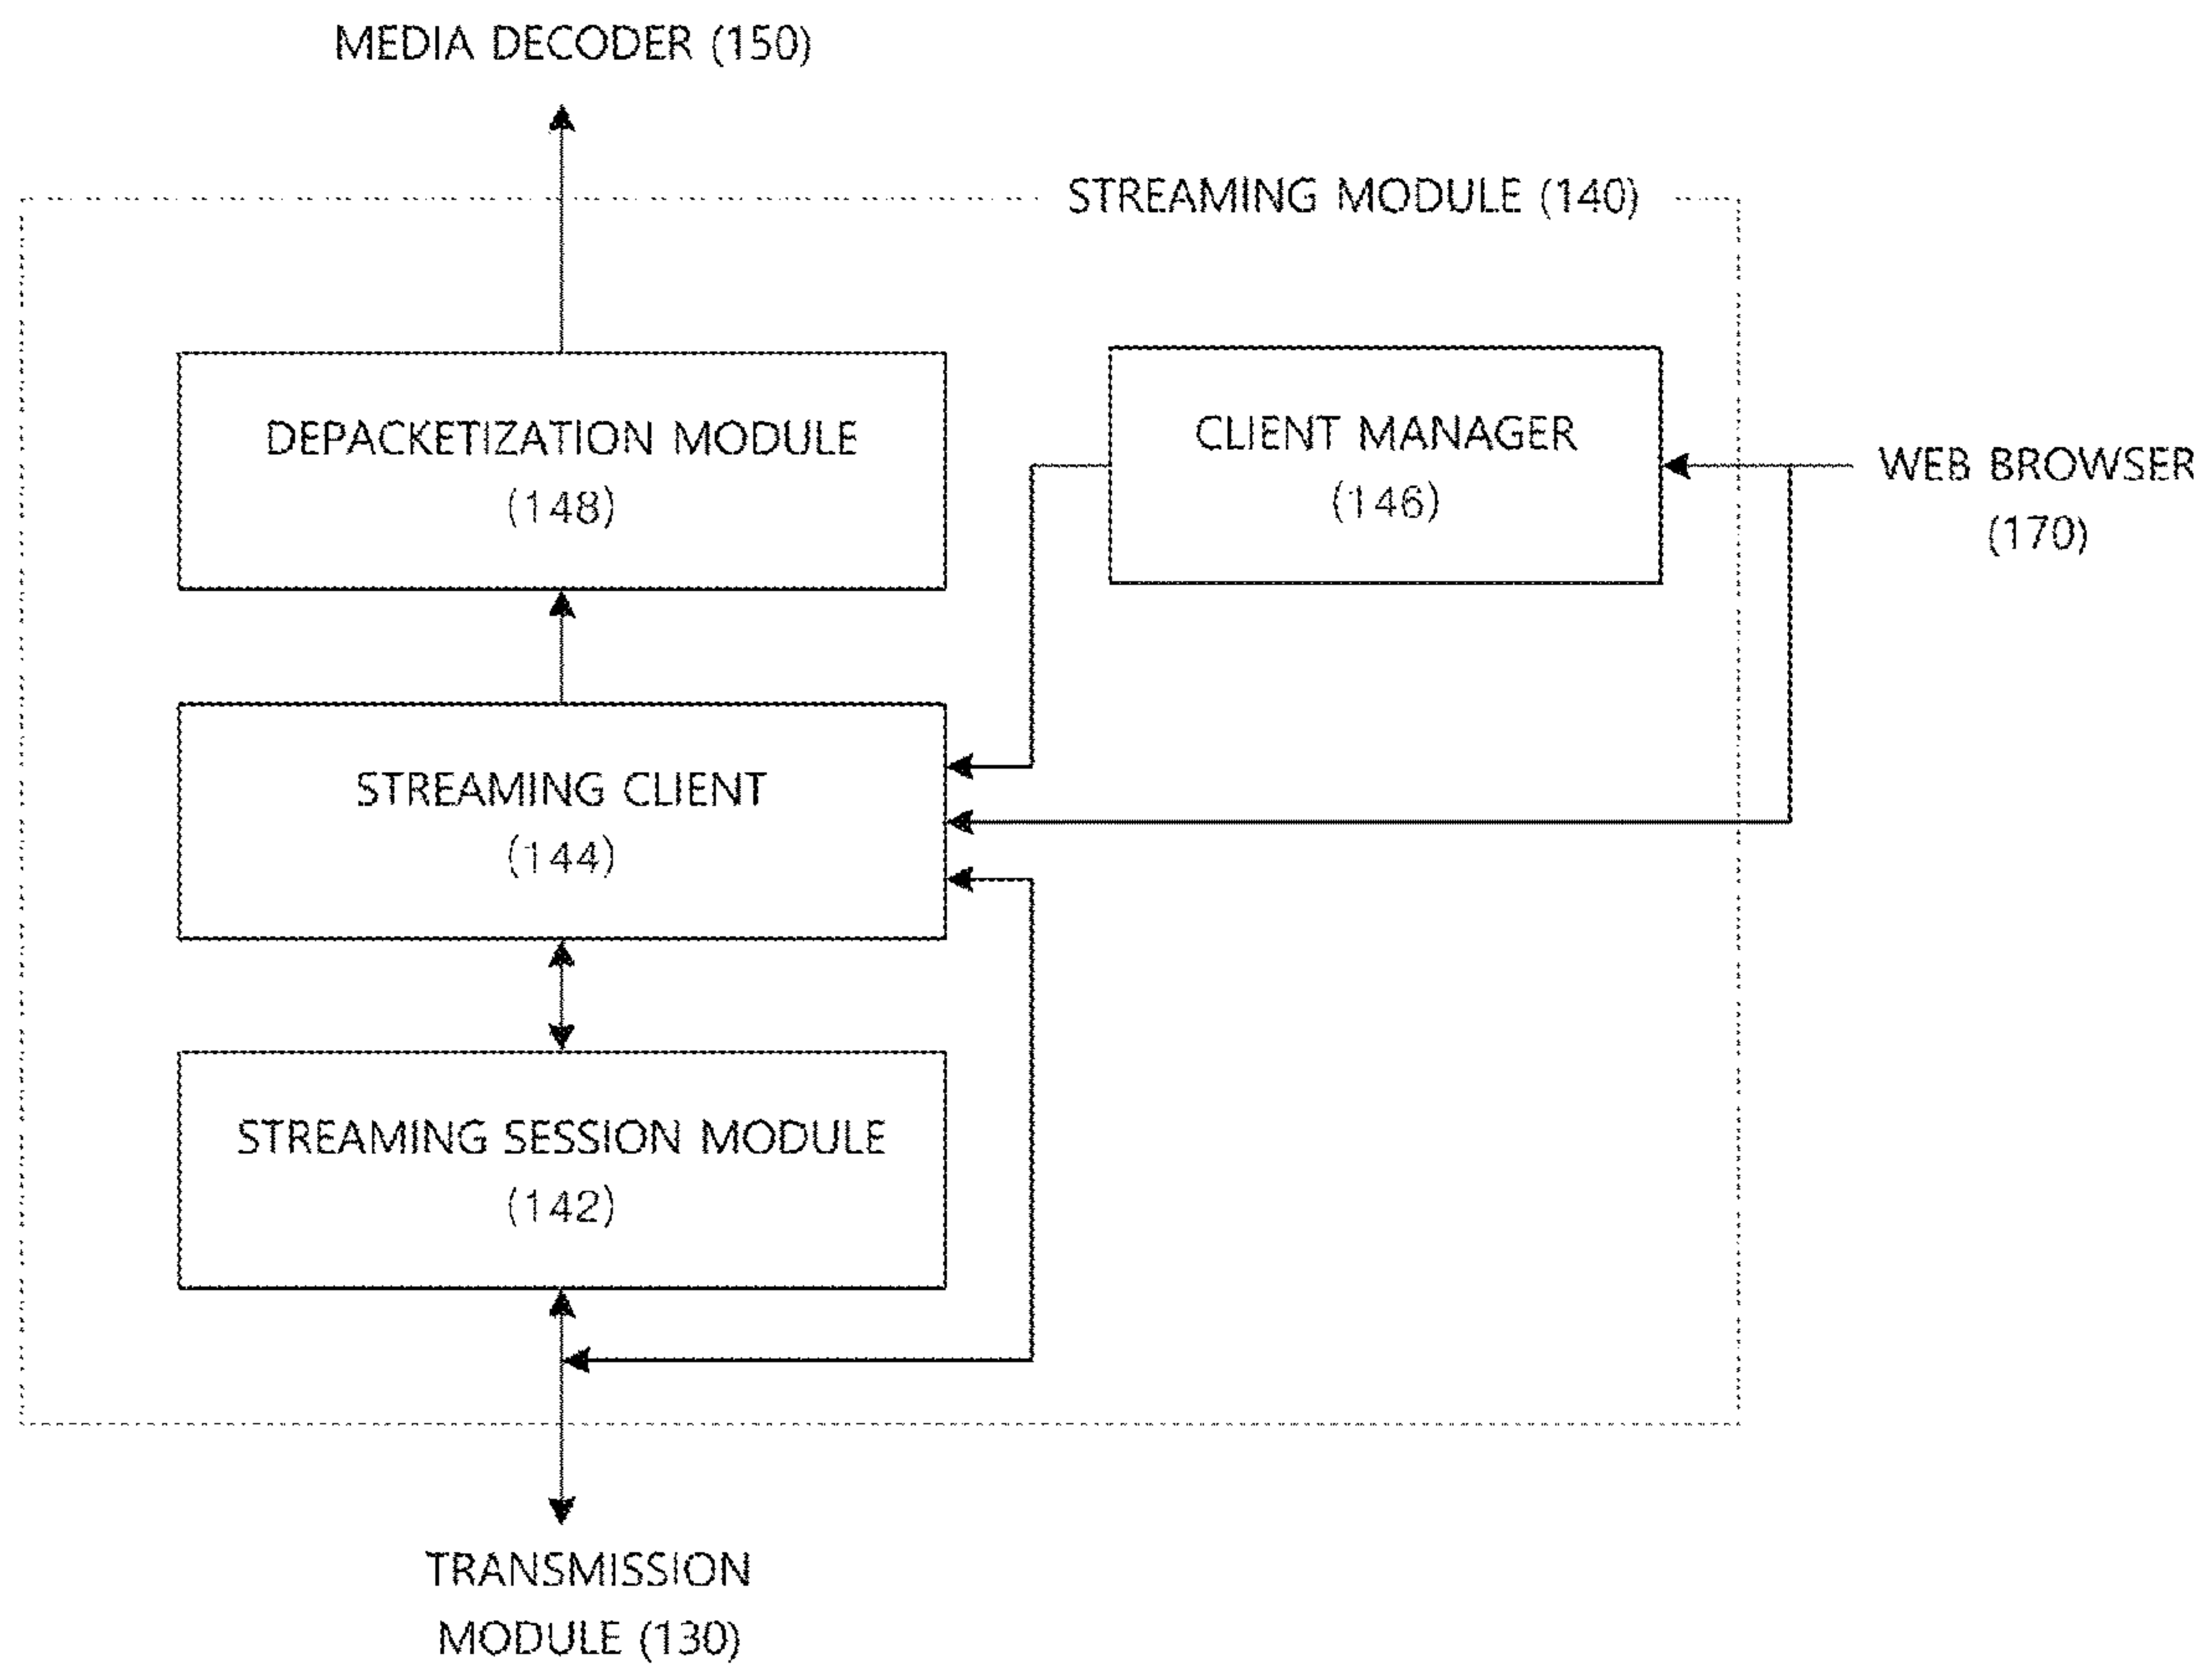 MEDIA DECODER (150)
STREAMING MODULE (140)
DEPACKETIZATION MODULE
(148)
CLIENT MANAGER
(146)
WEB BROWSER
(170)
STREAMING CLIENT
(144)
STREAMING SESSION MODULE
(142)
TRANSMISSION
MODULE (130)